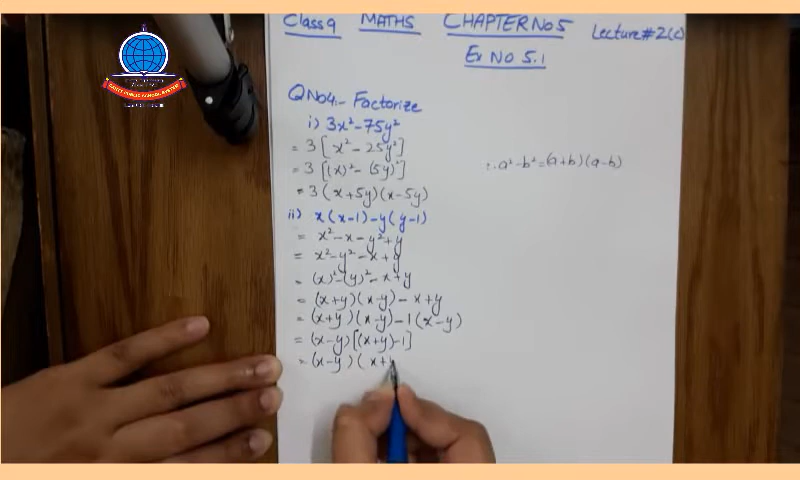 Class 9 MATHS CHAPTER No 5 Lecture #2(c)
Ex No 5.1
Q No4:- Factorize
i) 3x²-75y²
= 3[x²-25y²]
= 3[(x)²-(5y)²]
∴ a²-b²=(a+b)(a-b)
= 3(x+5y)(x-5y)
ii) x(x-1)-y(y-1)
= x²-x-y²+y
= x²-y²-x+y
= (x)²-(y)²-x+y
= (x+y)(x-y)-x+y
= (x+y)(x-y)-1(x-y)
= (x-y)[(x+y)-1]
= (x-y)(x+y